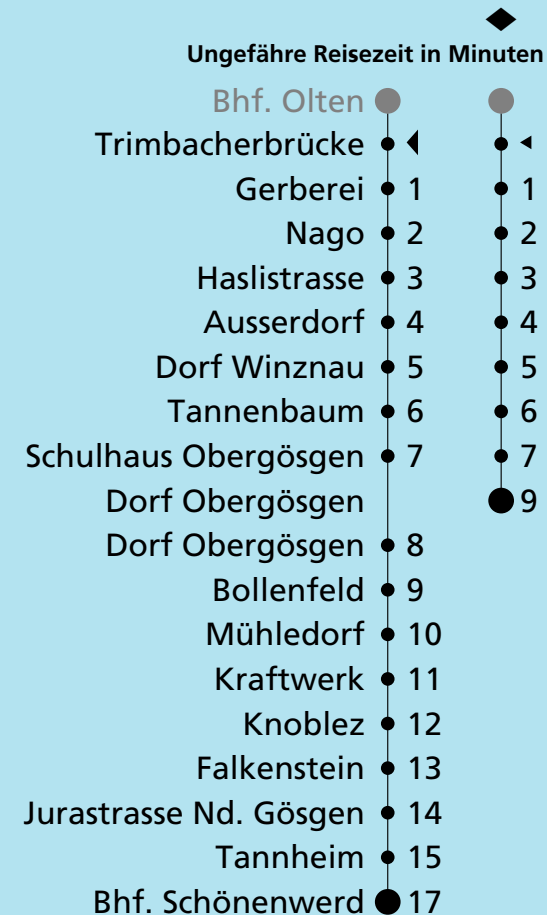 Ungefähre Reisezeit in Minuten
Bhf. Olten
Trimbacherbrücke
Gerberei 1 1
Nago 2 2
Haslistrasse 3 3
Ausserdorf 4 4
Dorf Winznau 5 5
Tannenbaum 6 6
Schulhaus Obergösgen 7 7
Dorf Obergösgen 9
Dorf Obergösgen 8
Bollenfeld 9
Mühledorf 10
Kraftwerk 11
Knoblez 12
Falkenstein 13
Jurastrasse Nd. Gösgen 14
Tannheim 15
Bhf. Schönenwerd 17